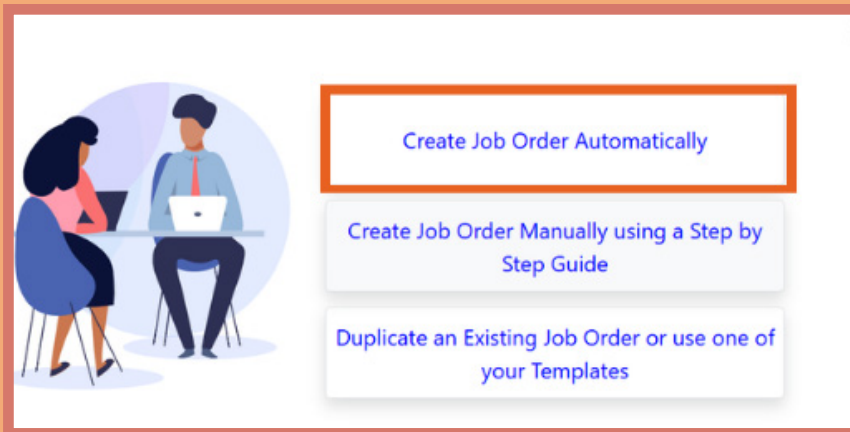 Create Job Order Automatically
Create Job Order Manually using a Step by
Step Guide
Duplicate an Existing Job Order or use one of
your Templates